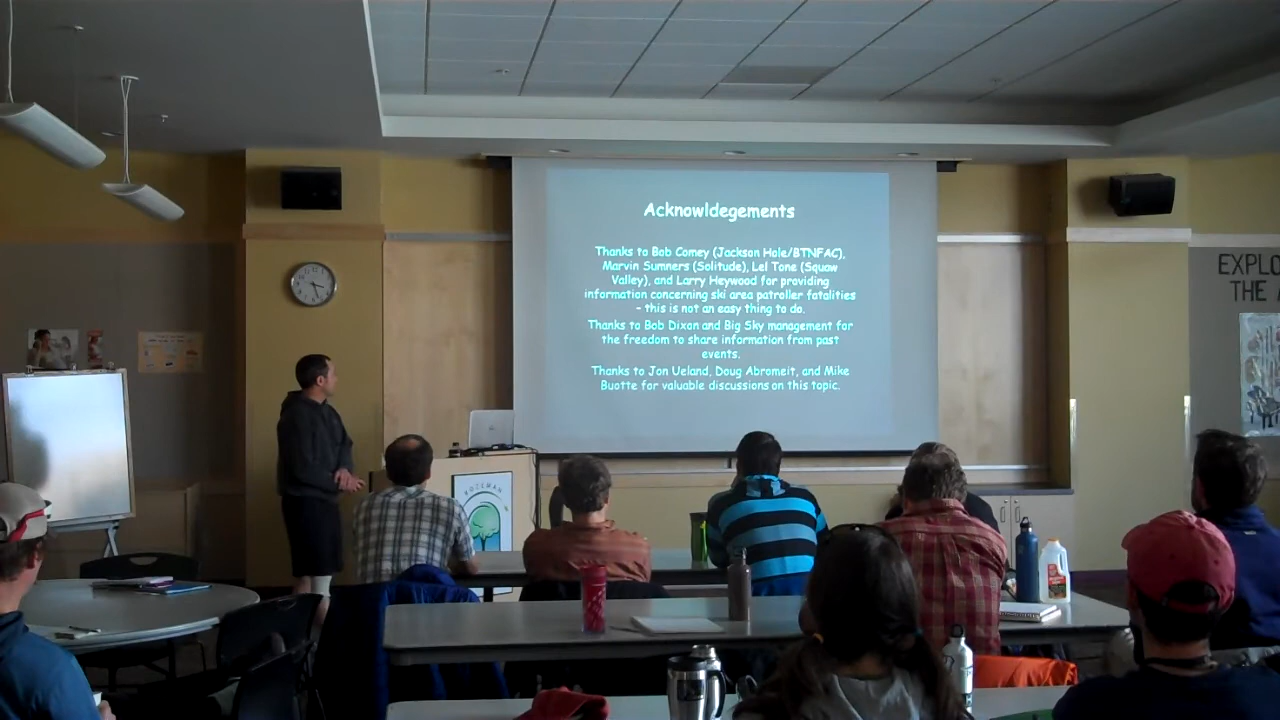 Acknowldegements
Thanks to Bob Comey (Jackson Hole/BTNFAC),
Marvin Sumners (Solitude), Lel Tone (Squaw
Valley), and Larry Heywood for providing
information concerning ski area patroller fatalities
– this is not an easy thing to do.
Thanks to Bob Dixon and Big Sky management for
the freedom to share information from past
events.
Thanks to Jon Ueland, Doug Abromeit, and Mike
Buotte for valuable discussions on this topic.
EXPLO
THE A
BOZEMAN